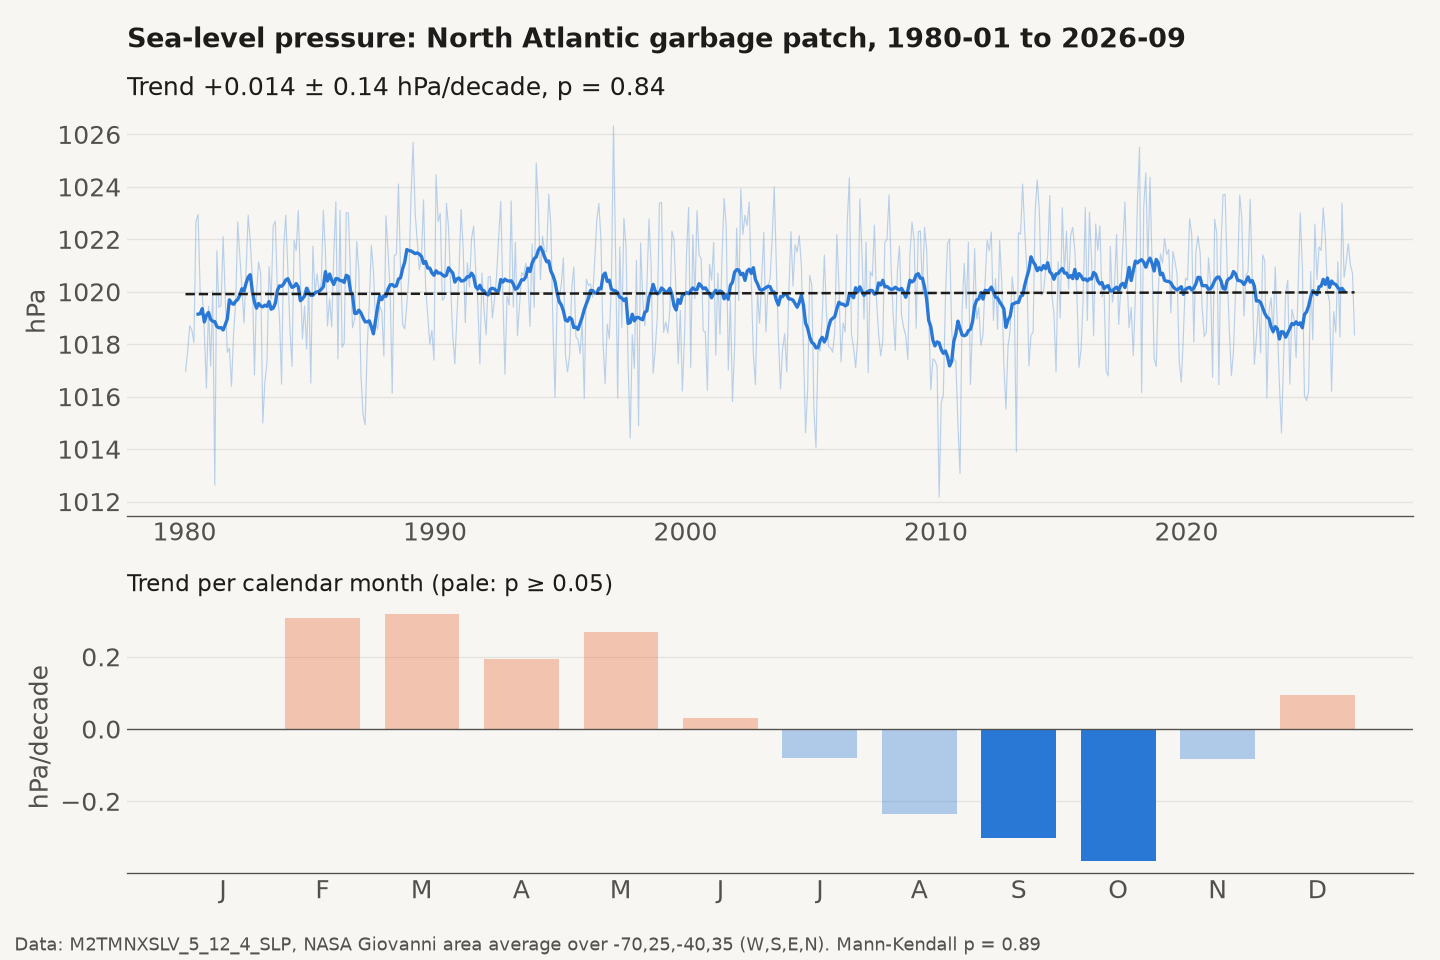 Sea-level pressure: North Atlantic garbage patch, 1980-01 to 2026-09
Trend +0.014 ± 0.14 hPa/decade, p = 0.84
hPa
1026
1024
1022
1020
1018
1016
1014
1012
1980 1990 2000 2010 2020
Trend per calendar month (pale: p ≥ 0.05)
hPa/decade
0.2
0.0
−0.2
J F M A M J J A S O N D
Data: M2TMNXSLV_5_12_4_SLP, NASA Giovanni area average over -70,25,-40,35 (W,S,E,N). Mann-Kendall p = 0.89